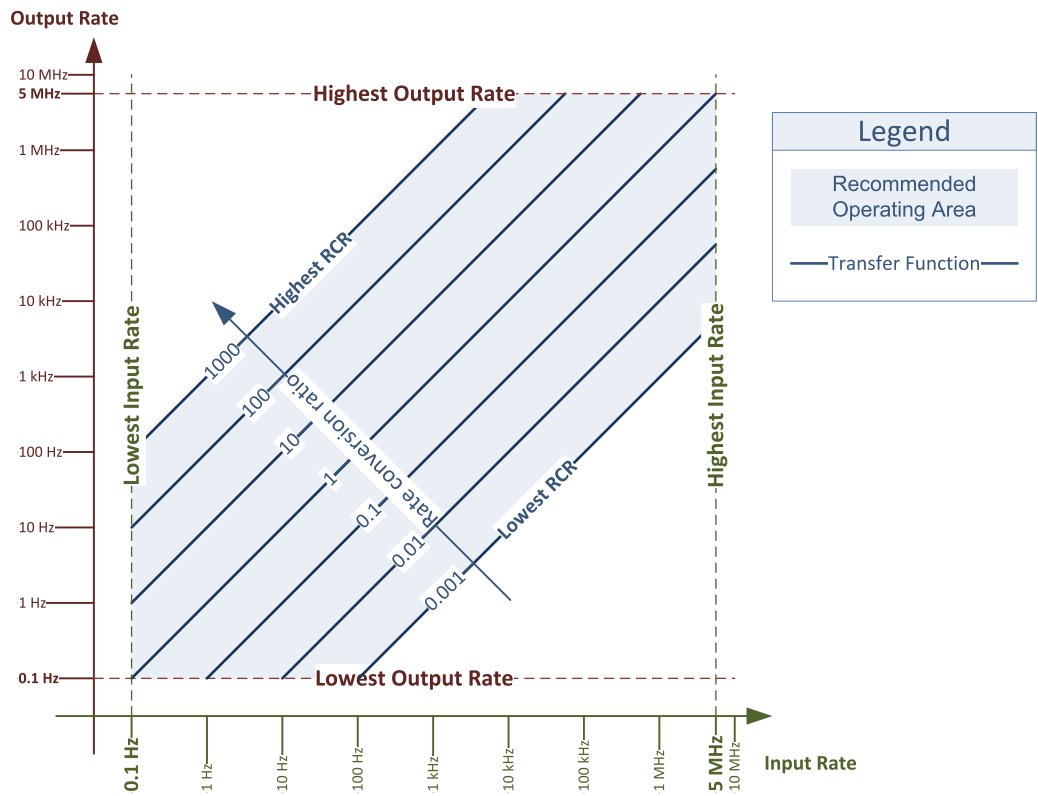 Output Rate
10 MHz
5 MHz
Highest Output Rate
1 MHz
100 kHz
10 kHz
1 kHz
100 Hz
10 Hz
1 Hz
0.1 Hz
Lowest Output Rate
Lowest Input Rate
Highest Input Rate
Highest RCR
Lowest RCR
1000
100
10
1
0.1
0.01
0.001
Rate conversion ratio
0.1 Hz
1 Hz
10 Hz
100 Hz
1 kHz
10 kHz
100 kHz
1 MHz
5 MHz
10 MHz
Input Rate
Legend
Recommended
Operating Area
Transfer Function